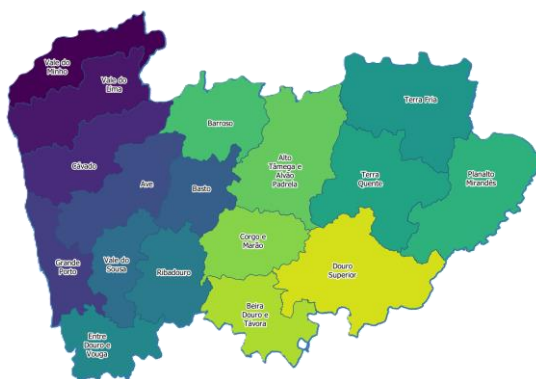 Vale do
Minho
Vale do
Lima
Terra Fria
Barroso
Cávado
Ave
Basto
Alto
Tâmega e
Alvão
Padrela
Terra
Quente
Planalto
Mirandês
Grande
Porto
Vale do
Sousa
Ribadouro
Corgo e
Marão
Douro
Superior
Beira
Douro e
Távora
Entre
Douro e
Vouga